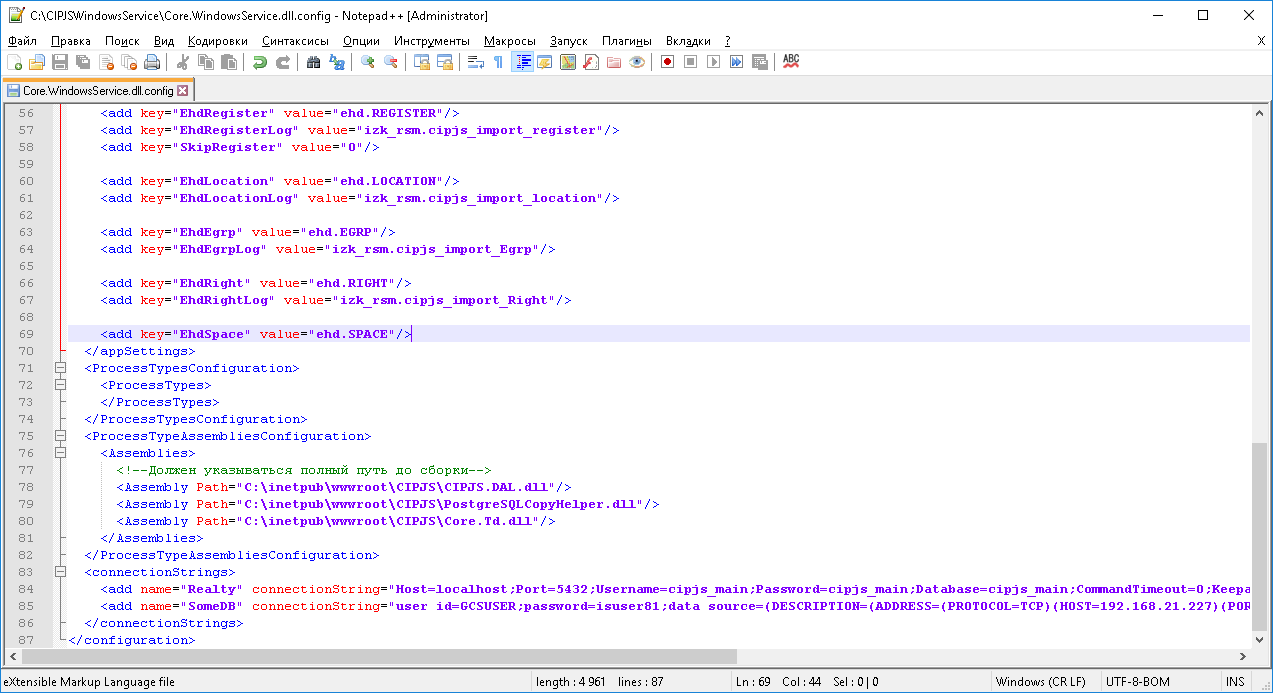 C:\CIPJSWindowsService\Core.WindowsService.dll.config - Notepad++ [Administrator]
Файл Правка Поиск Вид Кодировки Синтаксисы Опции Инструменты Макросы Запуск Плагины Вкладки ? X
ABC
Core.WindowsService.dll.config
56 <add key="EhdRegister" value="ehd.REGISTER"/>
57 <add key="EhdRegisterLog" value="izk_rsm.cipjs_import_register"/>
58 <add key="SkipRegister" value="0"/>
59
60 <add key="EhdLocation" value="ehd.LOCATION"/>
61 <add key="EhdLocationLog" value="izk_rsm.cipjs_import_location"/>
62
63 <add key="EhdEgrp" value="ehd.EGRP"/>
64 <add key="EhdEgrpLog" value="izk_rsm.cipjs_import_Egrp"/>
65
66 <add key="EhdRight" value="ehd.RIGHT"/>
67 <add key="EhdRightLog" value="izk_rsm.cipjs_import_Right"/>
68
69 <add key="EhdSpace" value="ehd.SPACE"/>
70 </appSettings>
71 <ProcessTypesConfiguration>
72 <ProcessTypes>
73 </ProcessTypes>
74 </ProcessTypesConfiguration>
75 <ProcessTypeAssembliesConfiguration>
76 <Assemblies>
77 <!--Должен указываться полный путь до сборки-->
78 <Assembly Path="C:\inetpub\wwwroot\CIPJS\CIPJS.DAL.dll"/>
79 <Assembly Path="C:\inetpub\wwwroot\CIPJS\PostgreSQLCopyHelper.dll"/>
80 <Assembly Path="C:\inetpub\wwwroot\CIPJS\Core.Td.dll"/>
81 </Assemblies>
82 </ProcessTypeAssembliesConfiguration>
83 <connectionStrings>
84 <add name="Realty" connectionString="Host=localhost;Port=5432;Username=cipjs_main;Password=cipjs_main;Database=cipjs_main;CommandTimeout=0;Keepa
85 <add name="SomeDB" connectionString="user id=GCSUSER;password=isuser81;data source=(DESCRIPTION=(ADDRESS=(PROTOCOL=TCP)(HOST=192.168.21.227)(POR
86 </connectionStrings>
87 </configuration>
eXtensible Markup Language file length : 4 961 lines : 87 Ln : 69 Col : 44 Sel : 0 | 0 Windows (CR LF) UTF-8-BOM INS